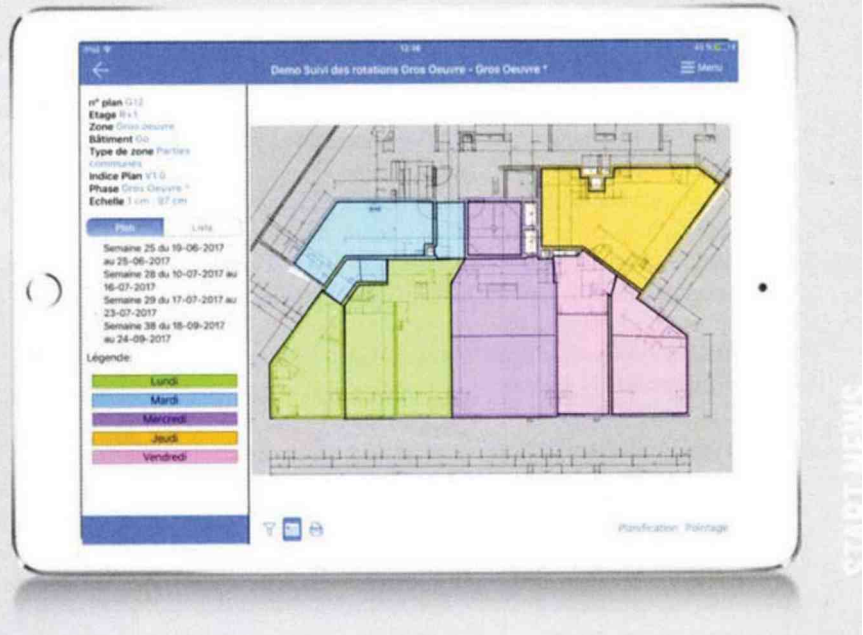 iPad
12:18
Demo Suivi des rotations Gros Oeuvre - Gros Oeuvre *
Menu
n° plan G12
Etage R+1
Zone Gros oeuvre
Bâtiment Go
Type de zone Parties
communes
Indice Plan V1.0
Phase Gros Oeuvre *
Echelle 1 cm : 97 cm
Plan
Liste
Semaine 25 du 19-06-2017
au 25-06-2017
Semaine 28 du 10-07-2017 au
16-07-2017
Semaine 29 du 17-07-2017 au
23-07-2017
Semaine 38 du 18-09-2017
au 24-09-2017
Légende:
Lundi
Mardi
Mercredi
Jeudi
Vendredi
Planification Pointage
START NEWS